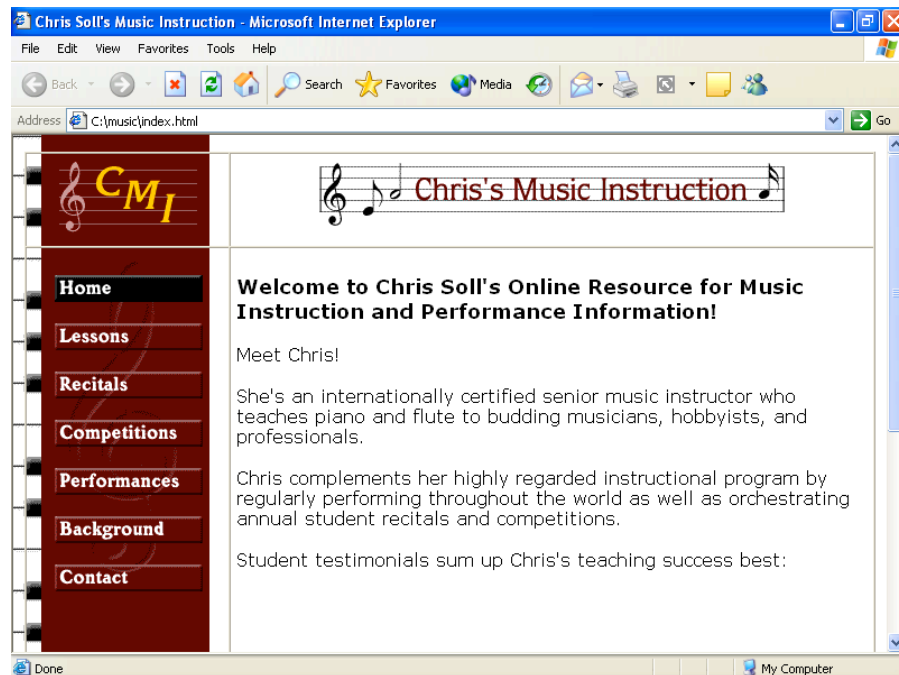 Chris Soll's Music Instruction - Microsoft Internet Explorer
File Edit View Favorites Tools Help
Back Search Favorites Media
Address C:\music\index.html Go
CMI
Chris's Music Instruction
Home
Lessons
Recitals
Competitions
Performances
Background
Contact
Welcome to Chris Soll's Online Resource for Music
Instruction and Performance Information!
Meet Chris!
She's an internationally certified senior music instructor who
teaches piano and flute to budding musicians, hobbyists, and
professionals.
Chris complements her highly regarded instructional program by
regularly performing throughout the world as well as orchestrating
annual student recitals and competitions.
Student testimonials sum up Chris's teaching success best:
Done My Computer